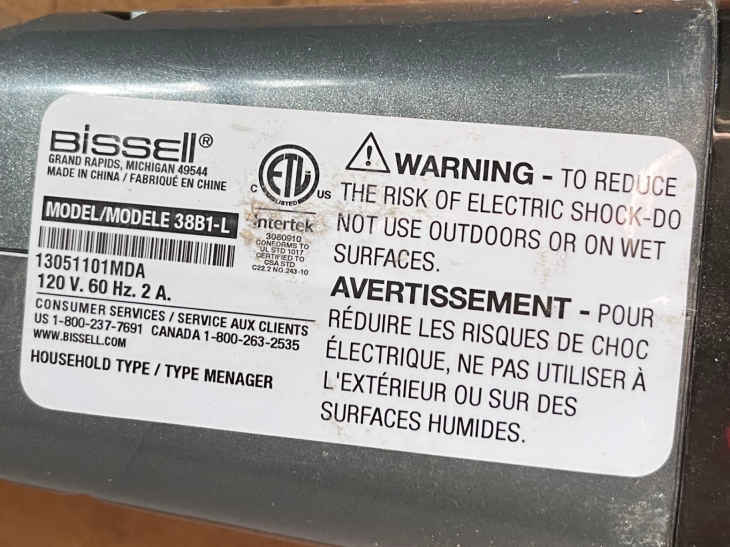 BISSELL®
GRAND RAPIDS, MICHIGAN 49544
MADE IN CHINA / FABRIQUÉ EN CHINE
MODEL/MODELE 38B1-L
13051101MDA
120 V. 60 Hz. 2 A.
CONSUMER SERVICES / SERVICE AUX CLIENTS
US 1-800-237-7691 CANADA 1-800-263-2535
WWW.BISSELL.COM
HOUSEHOLD TYPE / TYPE MENAGER
C ETL US
LISTED
Intertek
3080910
CONFORMS TO
UL STD 1017
CERTIFIED TO
CSA STD
C22.2 NO.243-10
WARNING - TO REDUCE
THE RISK OF ELECTRIC SHOCK-DO
NOT USE OUTDOORS OR ON WET
SURFACES.
AVERTISSEMENT - POUR
RÉDUIRE LES RISQUES DE CHOC
ÉLECTRIQUE, NE PAS UTILISER À
L'EXTÉRIEUR OU SUR DES
SURFACES HUMIDES.